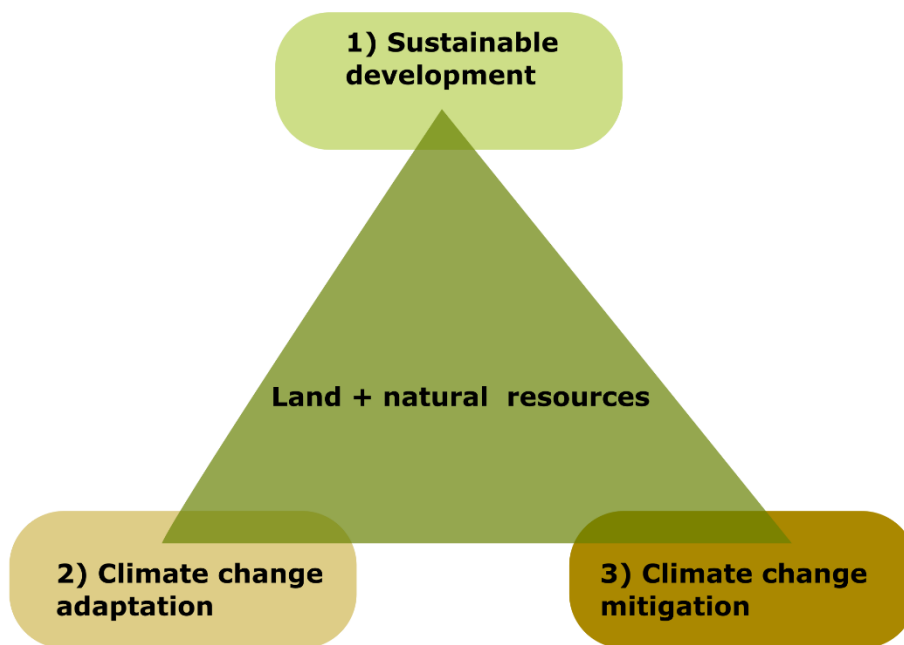 1) Sustainable
development
Land + natural resources
2) Climate change
adaptation
3) Climate change
mitigation